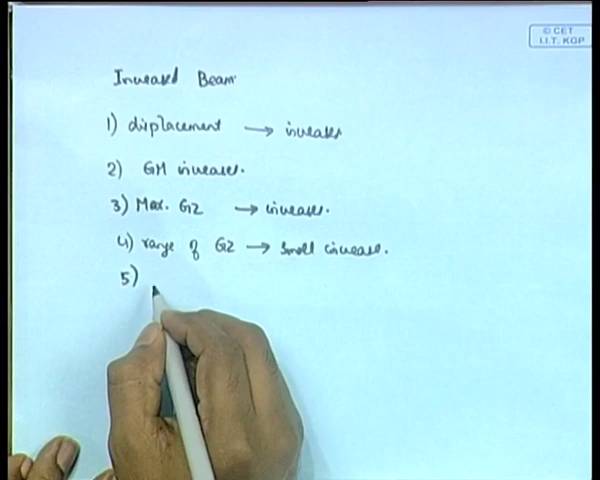 © CET
I.I.T. KGP
Increased Beam
1) displacement → increases
2) GM increases.
3) Max. GZ → increases.
4) range of GZ → small increase.
5)